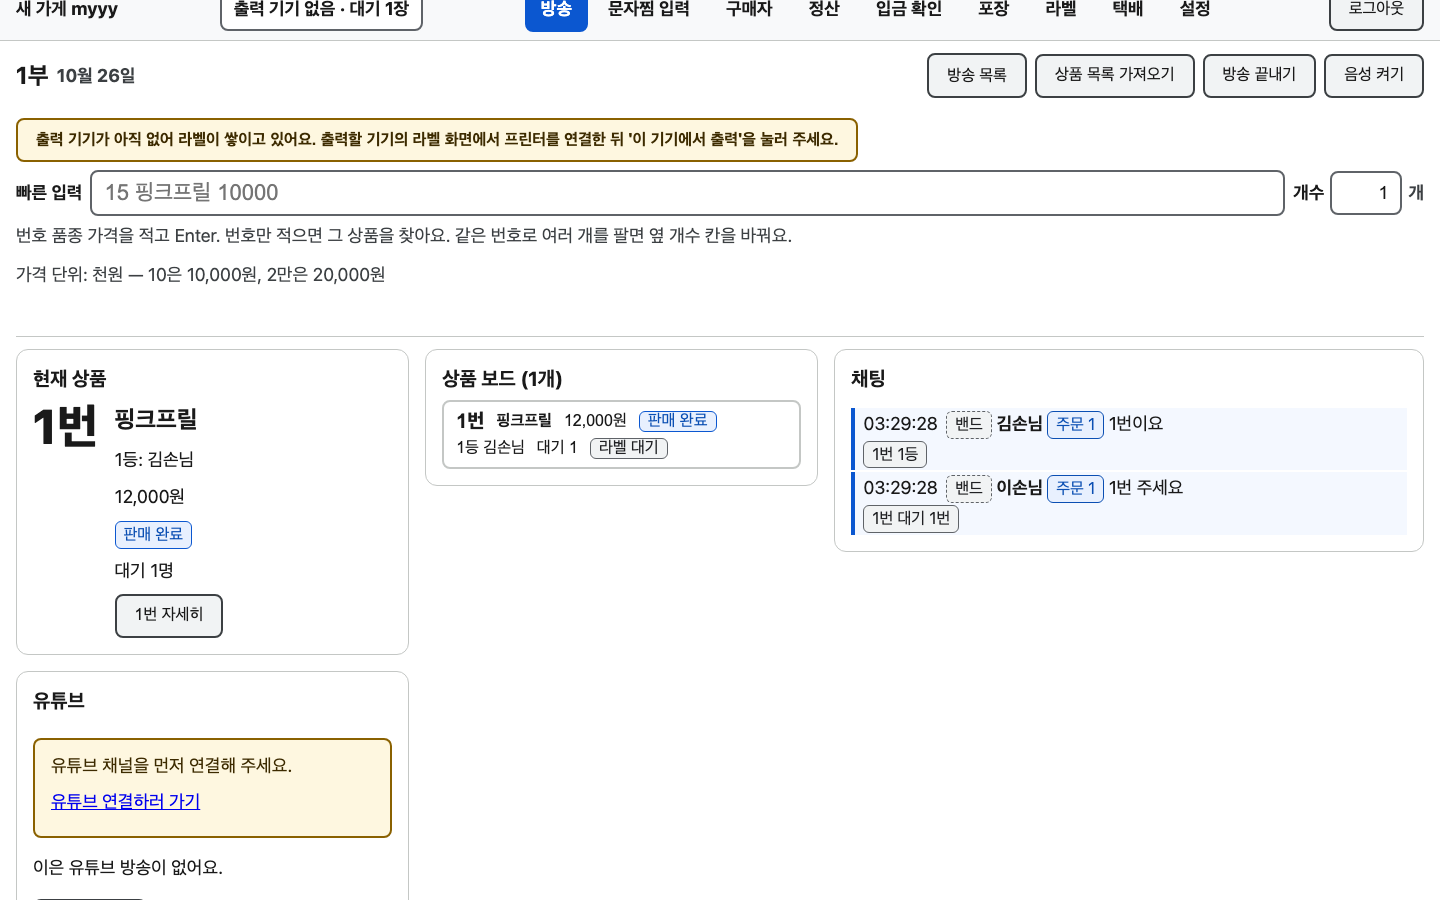 새 가게 myyy
출력 기기 없음 · 대기 1장
방송 문자찜 입력 구매자 정산 입금 확인 포장 라벨 택배 설정
로그아웃
1부 10월 26일
방송 목록
상품 목록 가져오기
방송 끝내기
음성 켜기
출력 기기가 아직 없어 라벨이 쌓이고 있어요. 출력할 기기의 라벨 화면에서 프린터를 연결한 뒤 '이 기기에서 출력'을 눌러 주세요.
빠른 입력 15 핑크프릴 10000 개수 1 개
번호 품종 가격을 적고 Enter. 번호만 적으면 그 상품을 찾아요. 같은 번호로 여러 개를 팔면 옆 개수 칸을 바꿔요.
가격 단위: 천원 — 10은 10,000원, 2만은 20,000원
현재 상품
1번 핑크프릴
1등: 김손님
12,000원
판매 완료
대기 1명
1번 자세히
유튜브
유튜브 채널을 먼저 연결해 주세요.
유튜브 연결하러 가기
이은 유튜브 방송이 없어요.
상품 보드 (1개)
1번 핑크프릴 12,000원 판매 완료
1등 김손님 대기 1 라벨 대기
채팅
03:29:28 밴드 김손님 주문 1 1번이요
1번 1등
03:29:28 밴드 이손님 주문 1 1번 주세요
1번 대기 1번